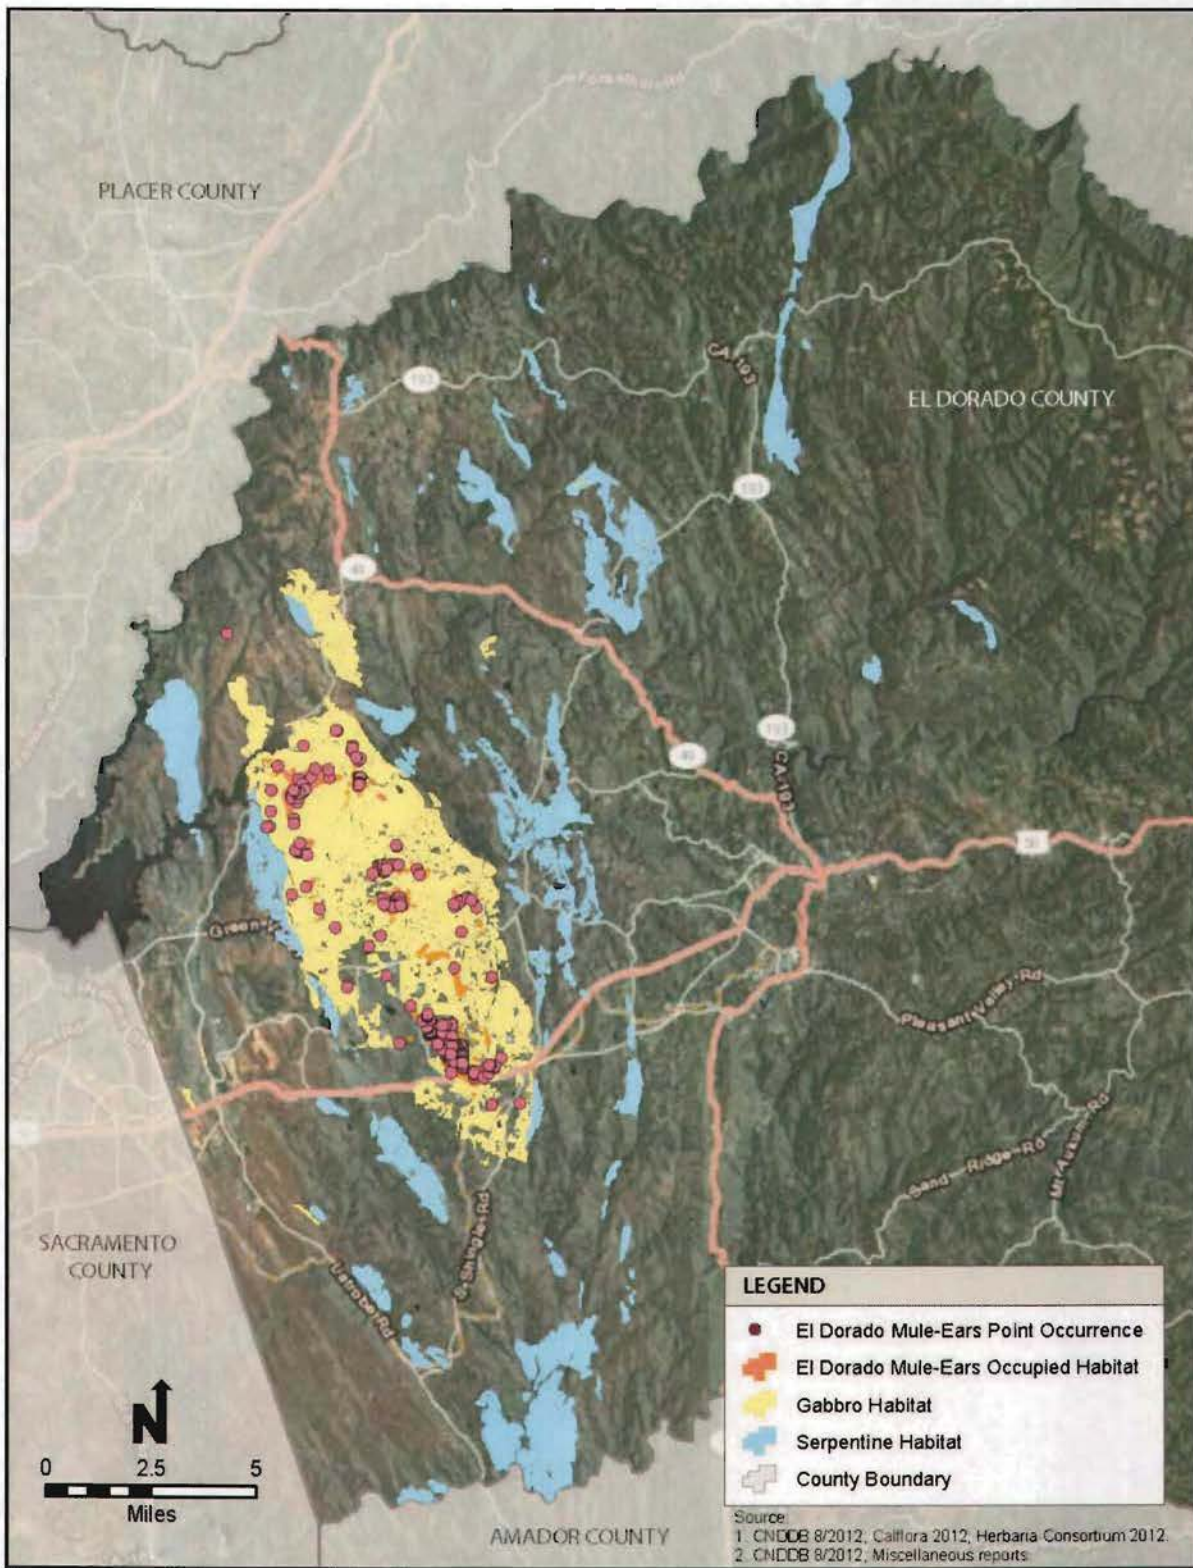 PLACER COUNTY
CA 193
193
EL DORADO COUNTY
193
49
193
49
50
Green
Pleasant Valley Rd
Sand Ridge Rd
Mt Aukum Rd
SACRAMENTO
COUNTY
S Shingle Rd
Latrobe Rd
N
0 2.5 5
Miles
AMADOR COUNTY
LEGEND
El Dorado Mule-Ears Point Occurrence
El Dorado Mule-Ears Occupied Habitat
Gabbro Habitat
Serpentine Habitat
County Boundary
Source:
1. CNDDB 8/2012, Calflora 2012, Herbaria Consortium 2012.
2. CNDDB 8/2012, Miscellaneous reports.